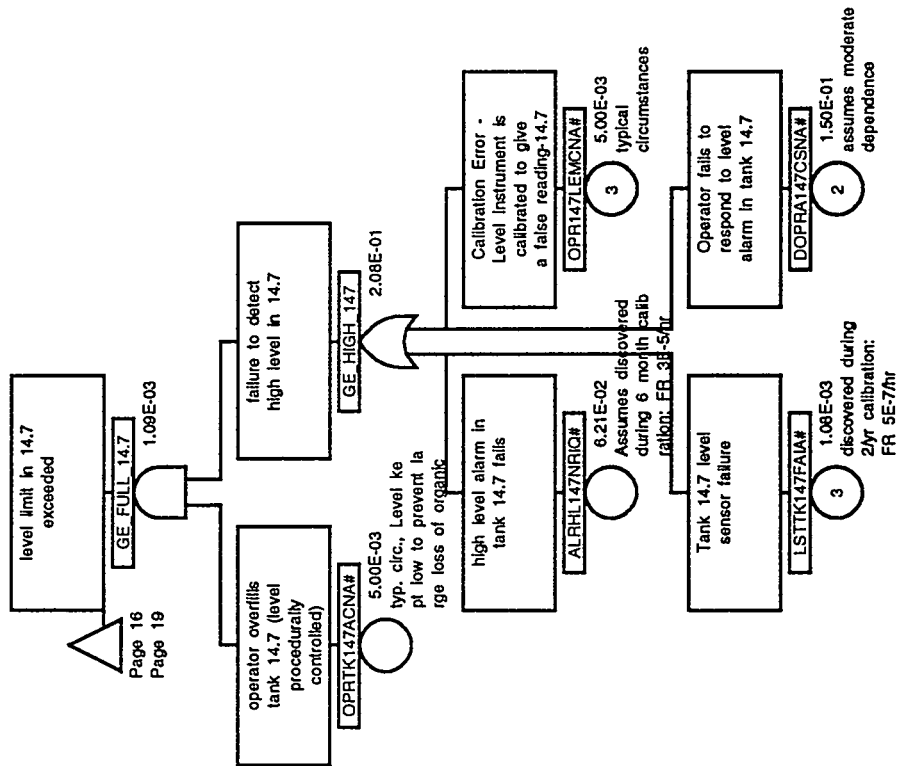 level limit in 14.7
exceeded
GE_FULL_14.7
1.09E-03
Page 16
Page 19
operator overfills
tank 14.7 (level
procedurally
controlled)
OPRTK147ACNA#
5.00E-03
typ. circ., Level ke
pt low to prevent la
rge loss of organic
failure to detect
high level in 14.7
GE_HIGH_147
2.08E-01
high level alarm in
tank 14.7 fails
ALRHL147NRIQ#
6.21E-02
Assumes discovered
during 6 month calib
ration: FR 3E-5/hr
Calibration Error -
Level Instrument is
calibrated to give
a false reading-14.7
OPR147LEMCNA#
3
5.00E-03
typical
circumstances
Tank 14.7 level
sensor failure
LSTTK147FAIA#
3
1.08E-03
discovered during
2/yr calibration:
FR 5E-7/hr
Operator fails to
respond to level
alarm in tank 14.7
DOPRA147CSNA#
2
1.50E-01
assumes moderate
dependence